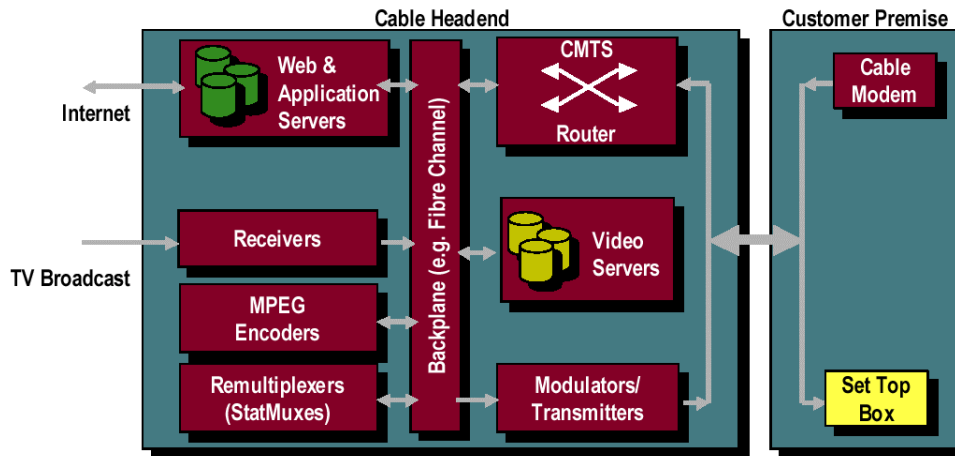 Cable Headend
Customer Premise
Internet
Web &
Application
Servers
CMTS
Router
Cable
Modem
Backplane (e.g. Fibre Channel)
TV Broadcast
Receivers
Video
Servers
MPEG
Encoders
Remultiplexers
(StatMuxes)
Modulators/
Transmitters
Set Top
Box